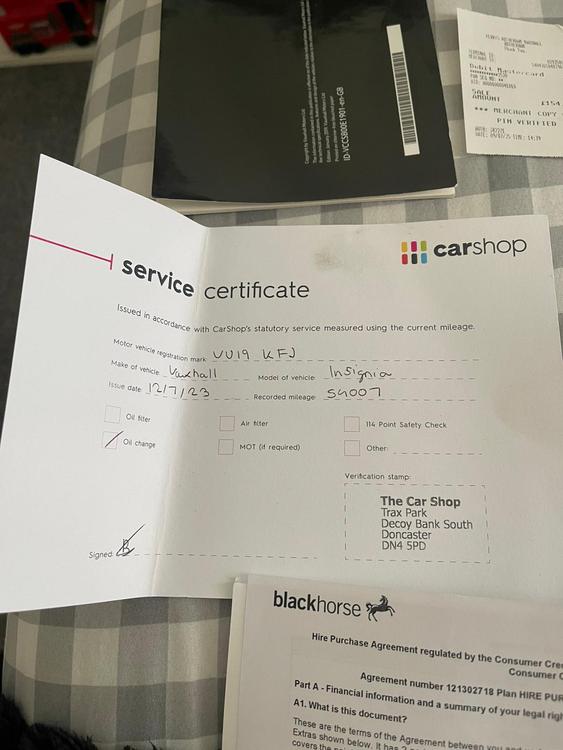 ID-VCCSB00E1901-en-GB
Debit Mastercard
SALE
AMOUNT
£154
*** MERCHANT COPY
PIN VERIFIED
carshop
service certificate
Issued in accordance with CarShop's statutory service measured using the current mileage.
Motor vehicle registration mark: VU19 KFJ
Make of vehicle: Vauxhall Model of vehicle: Insignia
Issue date: 12/7/23 Recorded mileage: 54007
Oil filter Air filter 114 Point Safety Check
Oil change MOT (if required) Other:
Verification stamp:
The Car Shop
Trax Park
Decoy Bank South
Doncaster
DN4 5PD
Signed:
blackhorse
Hire Purchase Agreement regulated by the Consumer Cre
Consumer C
Agreement number 121302718 Plan HIRE PUR
Part A - Financial information and a summary of your legal righ
A1. What is this document?
These are the terms of the Agreement between you
Extras shown below. It has
covers the